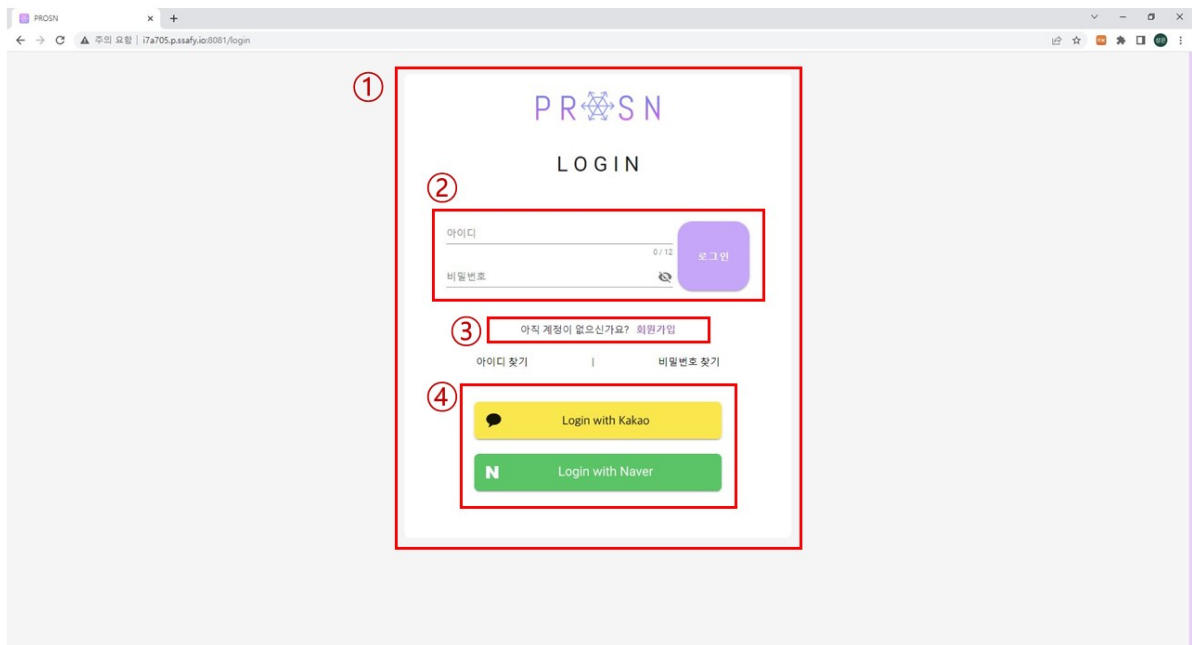 PROSN
주의 요함 | i7a705.p.ssafy.io:8081/login
①
PROSN
LOGIN
②
아이디
0 / 12
로그인
비밀번호
③
아직 계정이 없으신가요? 회원가입
아이디 찾기 | 비밀번호 찾기
④
Login with Kakao
N Login with Naver